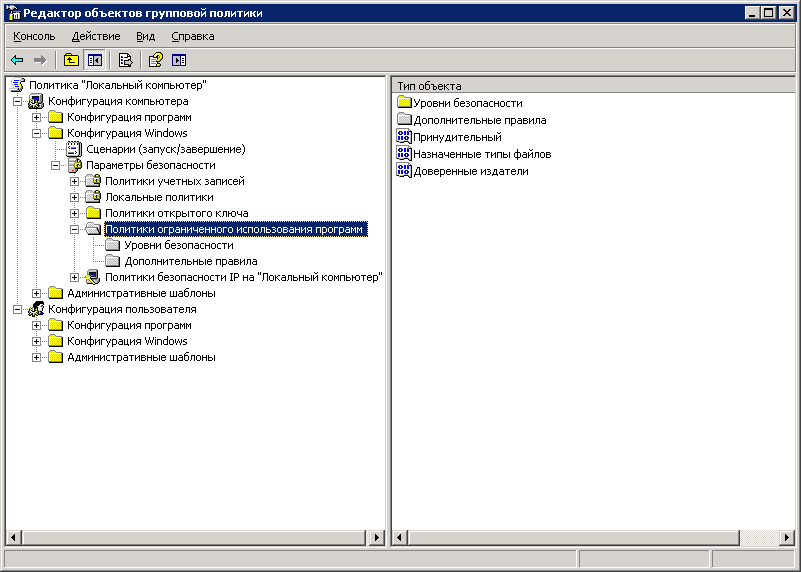 Редактор объектов групповой политики
Консоль Действие Вид Справка
Политика "Локальный компьютер"
Конфигурация компьютера
Конфигурация программ
Конфигурация Windows
Сценарии (запуск/завершение)
Параметры безопасности
Политики учетных записей
Локальные политики
Политики открытого ключа
Политики ограниченного использования программ
Уровни безопасности
Дополнительные правила
Политики безопасности IP на "Локальный компьютер"
Административные шаблоны
Конфигурация пользователя
Конфигурация программ
Конфигурация Windows
Административные шаблоны
Тип объекта
Уровни безопасности
Дополнительные правила
Принудительный
Назначенные типы файлов
Доверенные издатели